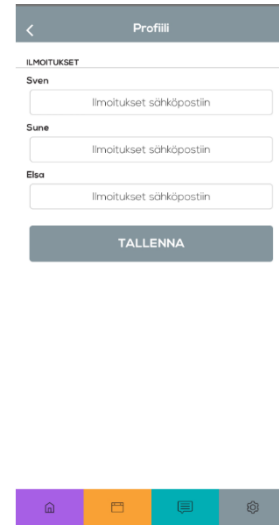 Profiili
ILMOITUKSET
Sven
Ilmoitukset sähköpostiin
Sune
Ilmoitukset sähköpostiin
Elsa
Ilmoitukset sähköpostiin
TALLENNA